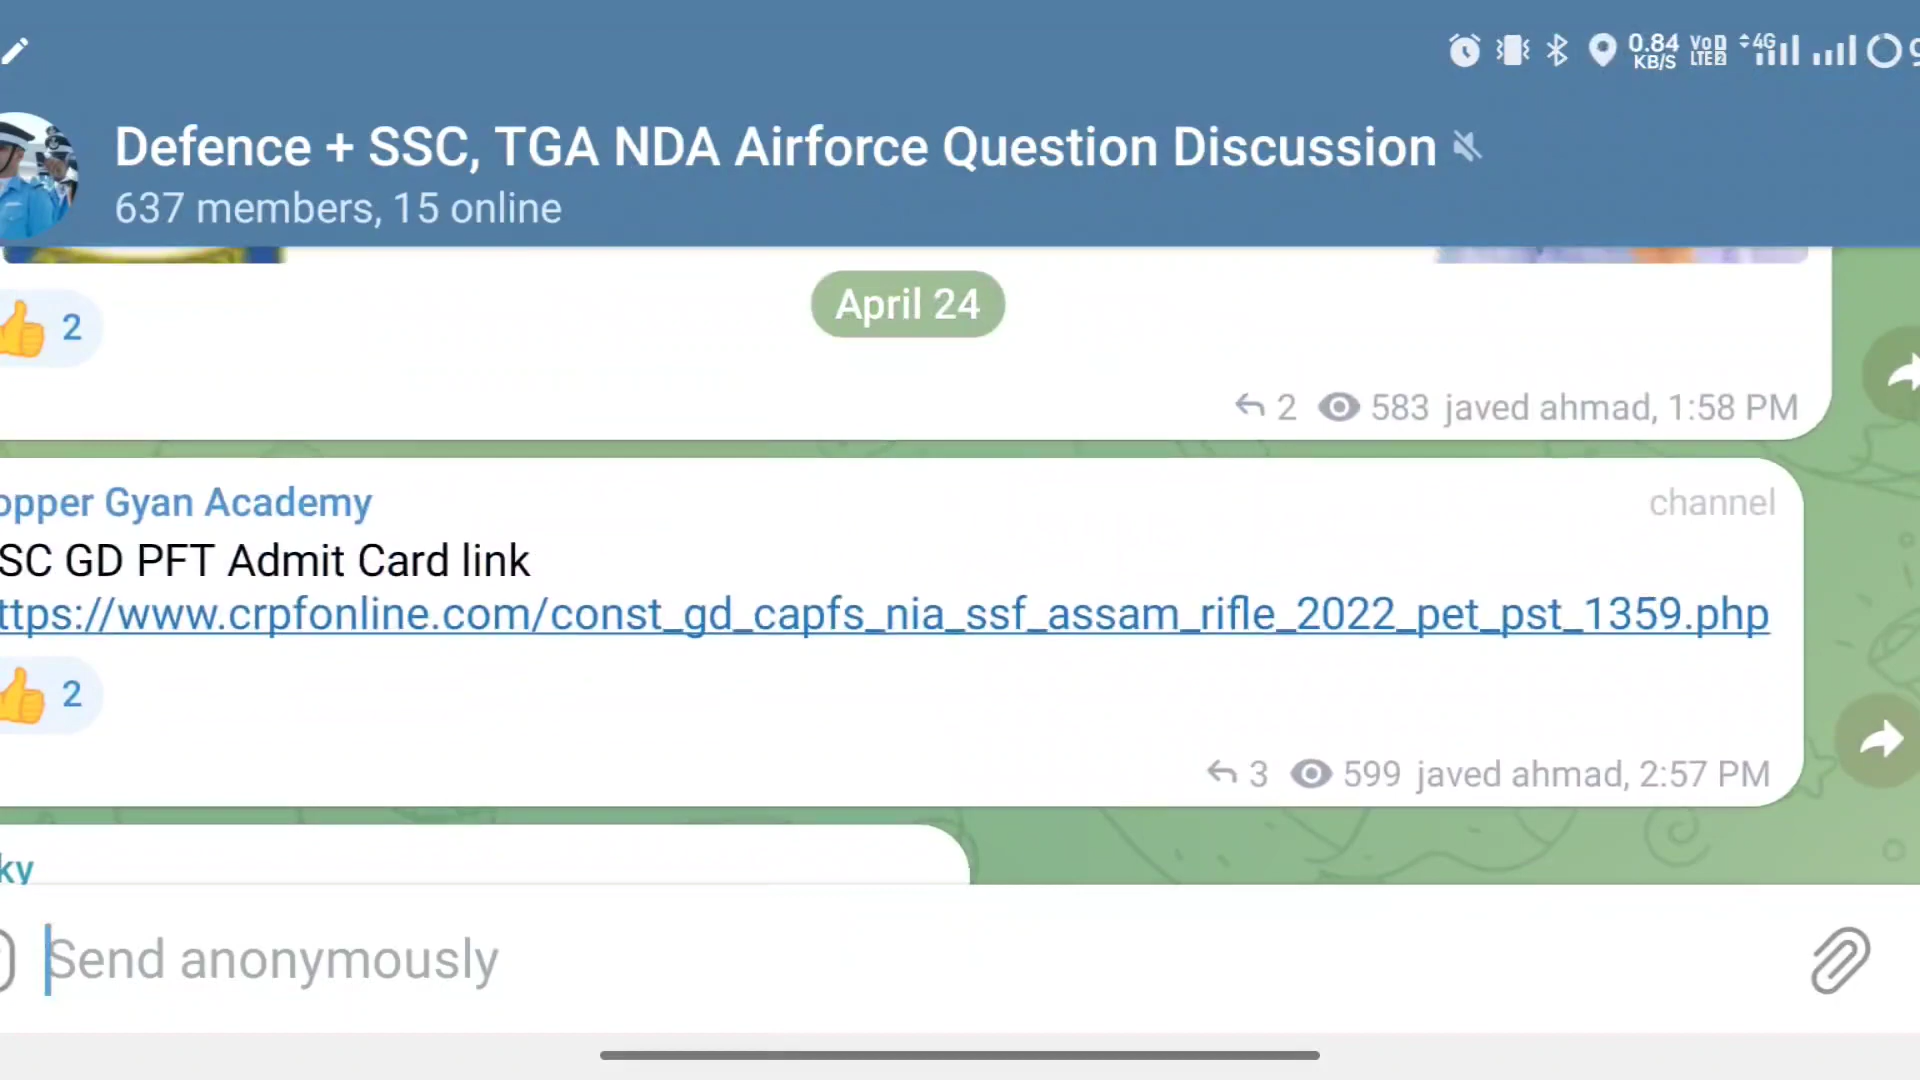 0.84
KB/S
VoD
LTE2
4G
Defence + SSC, TGA NDA Airforce Question Discussion
637 members, 15 online
April 24
2
2 583 javed ahmad, 1:58 PM
opper Gyan Academy
channel
SC GD PFT Admit Card link
ttps://www.crpfonline.com/const_gd_capfs_nia_ssf_assam_rifle_2022_pet_pst_1359.php
2
3 599 javed ahmad, 2:57 PM
ky
Send anonymously